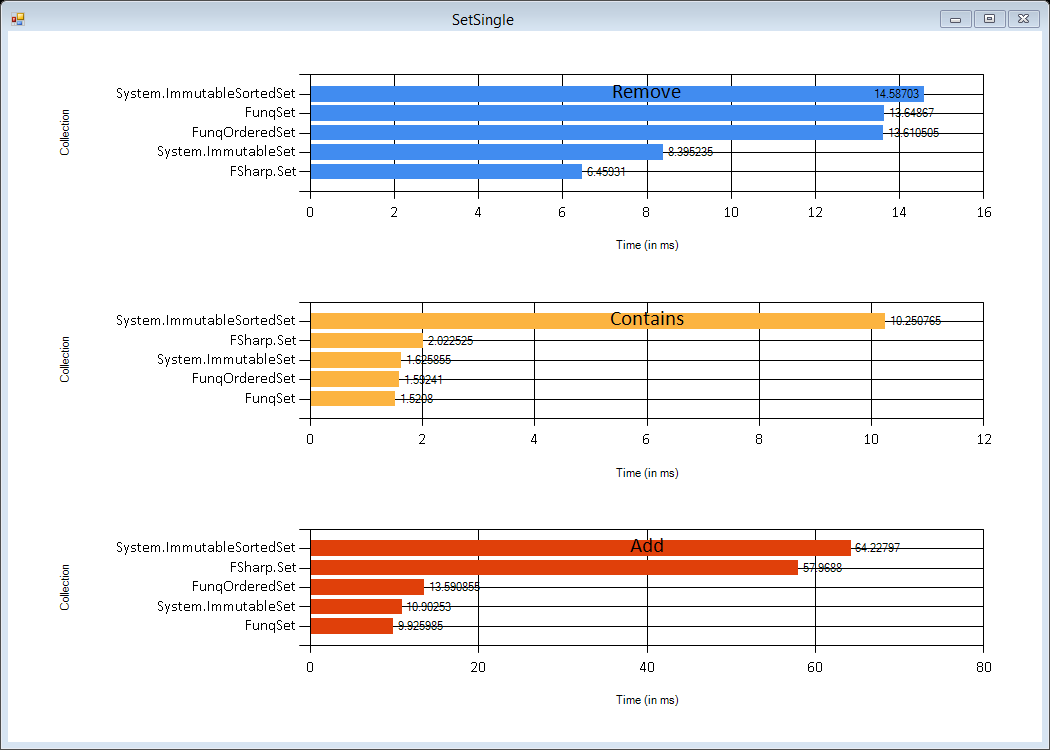 SetSingle
Remove
Collection
System.ImmutableSortedSet 14.58703
FunqSet 13.64867
FunqOrderedSet 13.610505
System.ImmutableSet 8.395235
FSharp.Set 6.45931
0 2 4 6 8 10 12 14 16
Time (in ms)
Contains
Collection
System.ImmutableSortedSet 10.250765
FSharp.Set 2.022525
System.ImmutableSet 1.625855
FunqOrderedSet 1.59241
FunqSet 1.5208
0 2 4 6 8 10 12
Time (in ms)
Add
Collection
System.ImmutableSortedSet 64.22797
FSharp.Set 57.9688
FunqOrderedSet 13.590855
System.ImmutableSet 10.90253
FunqSet 9.925985
0 20 40 60 80
Time (in ms)